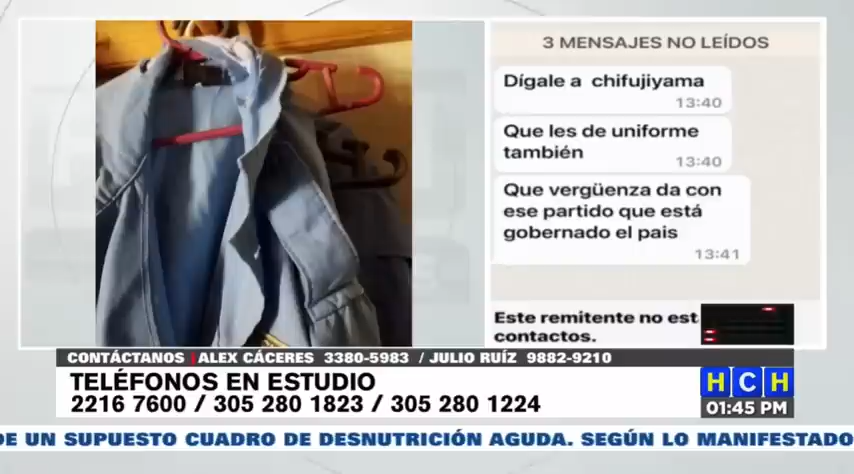 3 MENSAJES NO LEÍDOS
Dígale a chifujiyama
13:40
Que les de uniforme
también
13:40
Que vergüenza da con
ese partido que está
gobernado el pais
13:41
Este remitente no est
contactos.
CONTÁCTANOS | ALEX CÁCERES 3380-5983 / JULIO RUÍZ 9882-9210
TELÉFONOS EN ESTUDIO
2216 7600 / 305 280 1823 / 305 280 1224
HCH
01:45 PM
DE UN SUPUESTO CUADRO DE DESNUTRICIÓN AGUDA. SEGÚN LO MANIFESTADO